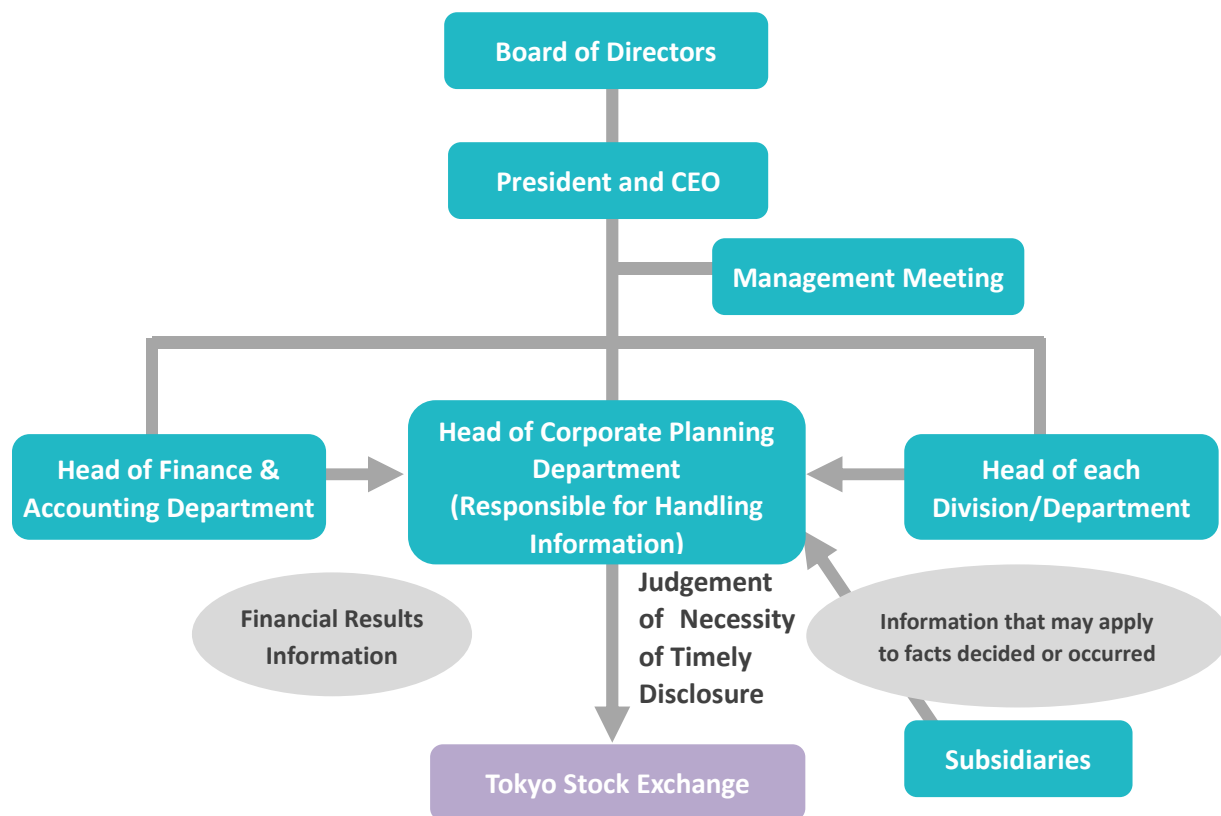 Board of Directors
President and CEO
Management Meeting
Head of Finance &
Accounting Department
Head of Corporate Planning
Department
(Responsible for Handling
Information)
Head of each
Division/Department
Financial Results
Information
Judgement
of Necessity
of Timely
Disclosure
Information that may apply
to facts decided or occurred
Tokyo Stock Exchange
Subsidiaries